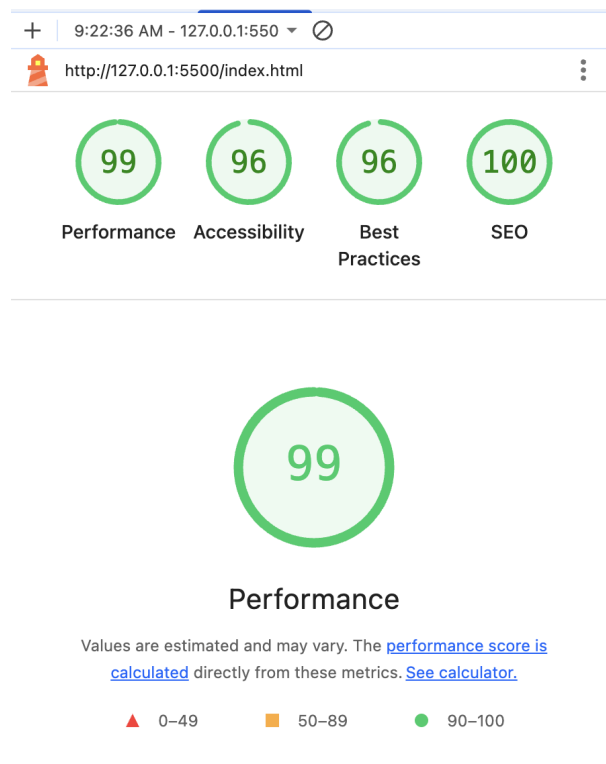 9:22:36 AM - 127.0.0.1:550
http://127.0.0.1:5500/index.html
99 96 96 100
Performance Accessibility Best SEO
Practices
99
Performance
Values are estimated and may vary. The performance score is
calculated directly from these metrics. See calculator.
0–49 50–89 90–100